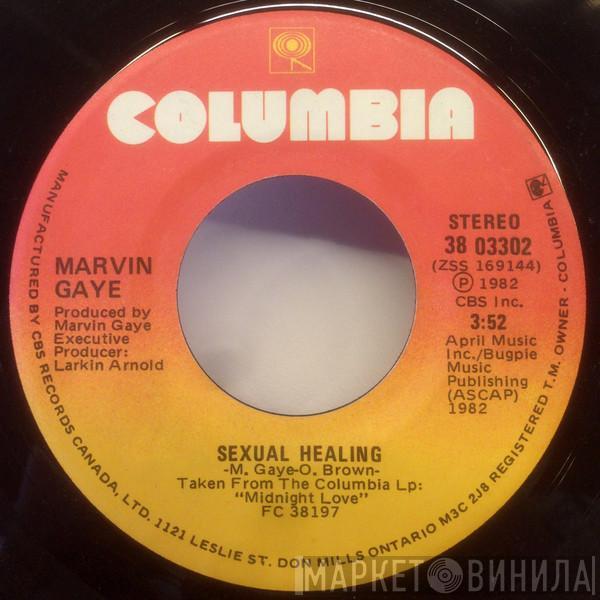 COLUMBIA
MARVIN
GAYE
Produced by
Marvin Gaye
Executive
Producer:
Larkin Arnold
STEREO
38 03302
(ZSS 169144)
Ⓟ 1982
CBS Inc.
3:52
April Music
Inc./Bugpie
Music
Publishing
(ASCAP)
1982
SEXUAL HEALING
-M. Gaye-O. Brown-
Taken From The Columbia Lp:
"Midnight Love"
FC 38197
MANUFACTURED BY CBS RECORDS CANADA, LTD. 1121 LESLIE ST. DON MILLS ONTARIO M3C 2J8 REGISTERED T.M. OWNER - COLUMBIA
МАРКЕТ ВИНИЛА